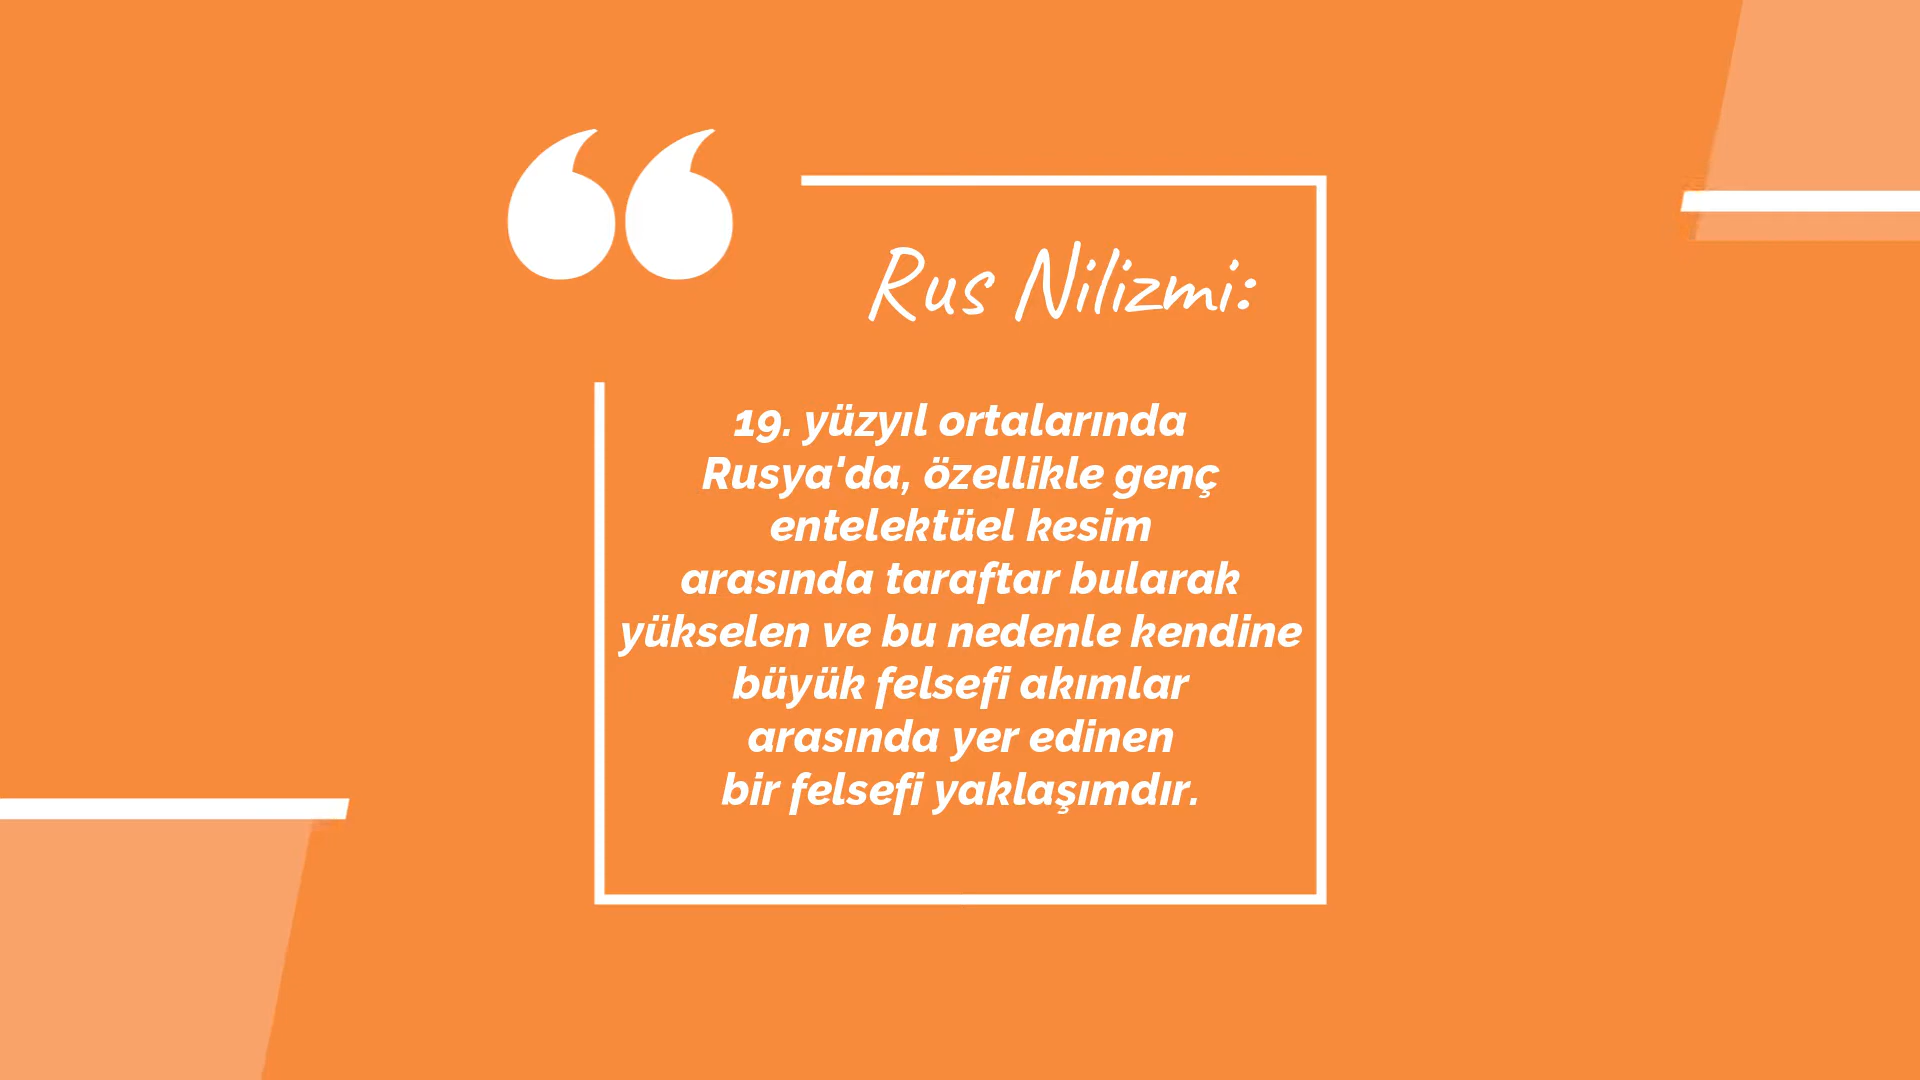 Rus Nilizmi:
19. yüzyıl ortalarında
Rusya'da, özellikle genç
entelektüel kesim
arasında taraftar bularak
yükselen ve bu nedenle kendine
büyük felsefi akımlar
arasında yer edinen
bir felsefi yaklaşımdır.